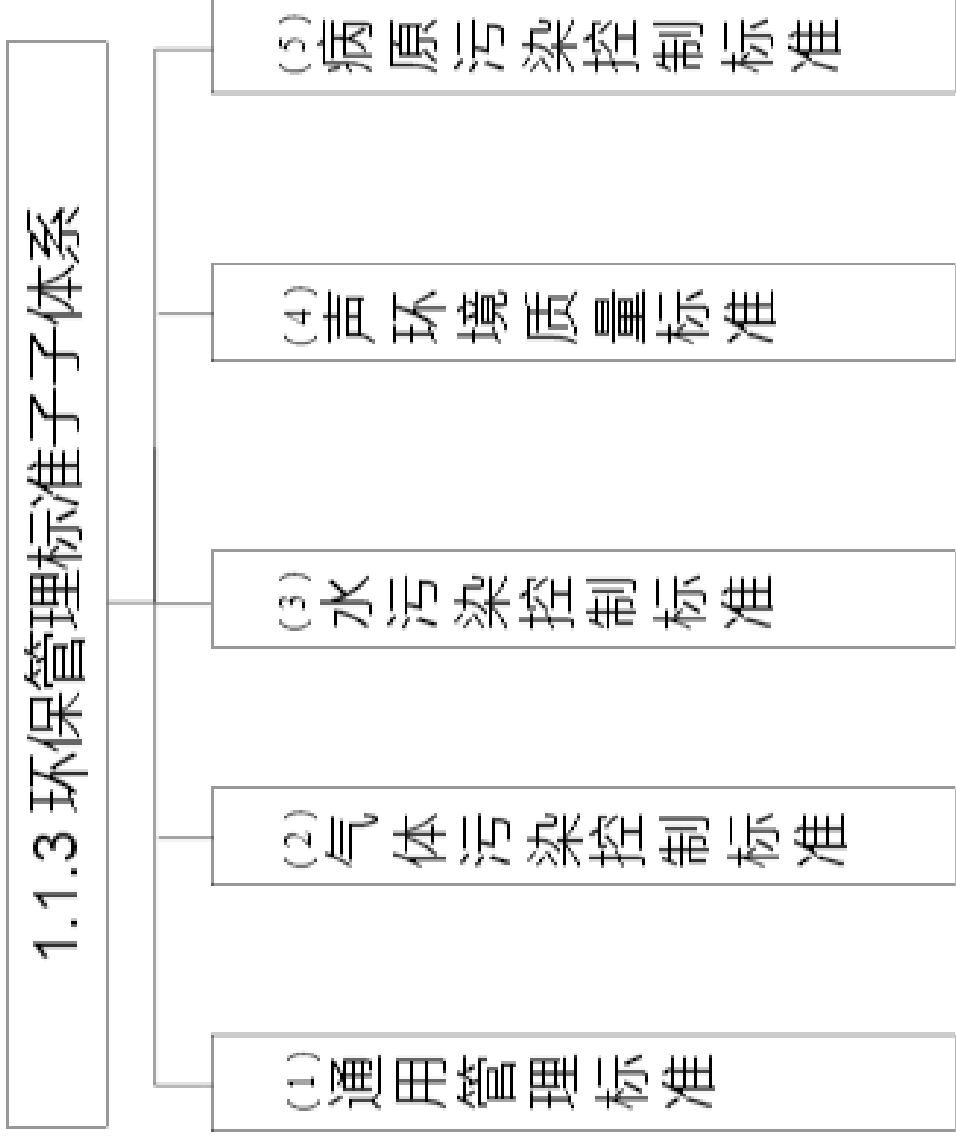 1.1.3 环保管理标准子子体系
(1)通用管理标准
(2)气体污染控制标准
(3)水污染控制标准
(4)声环境质量标准
(5)病原污染控制标准